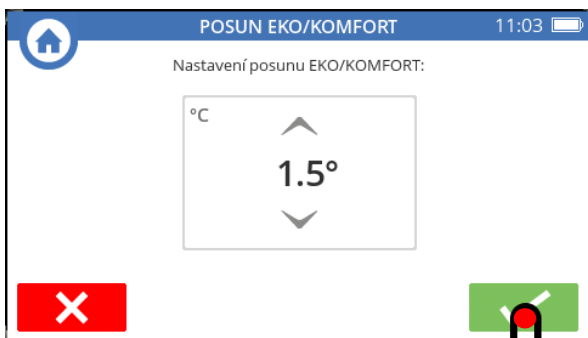 POSUN EKO/KOMFORT 11:03
Nastavení posunu EKO/KOMFORT:
°C
1.5°